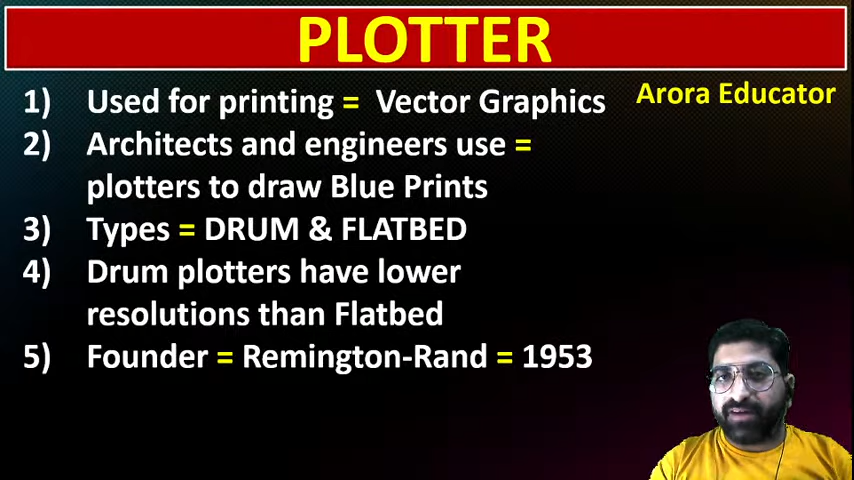 PLOTTER
1) Used for printing = Vector Graphics
Arora Educator
2) Architects and engineers use =
plotters to draw Blue Prints
3) Types = DRUM & FLATBED
4) Drum plotters have lower
resolutions than Flatbed
5) Founder = Remington-Rand = 1953